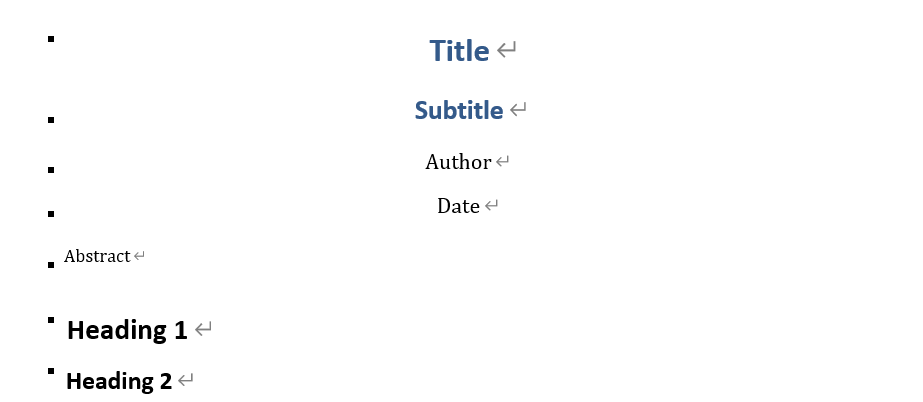 Title
Subtitle
Author
Date
Abstract
Heading 1
Heading 2